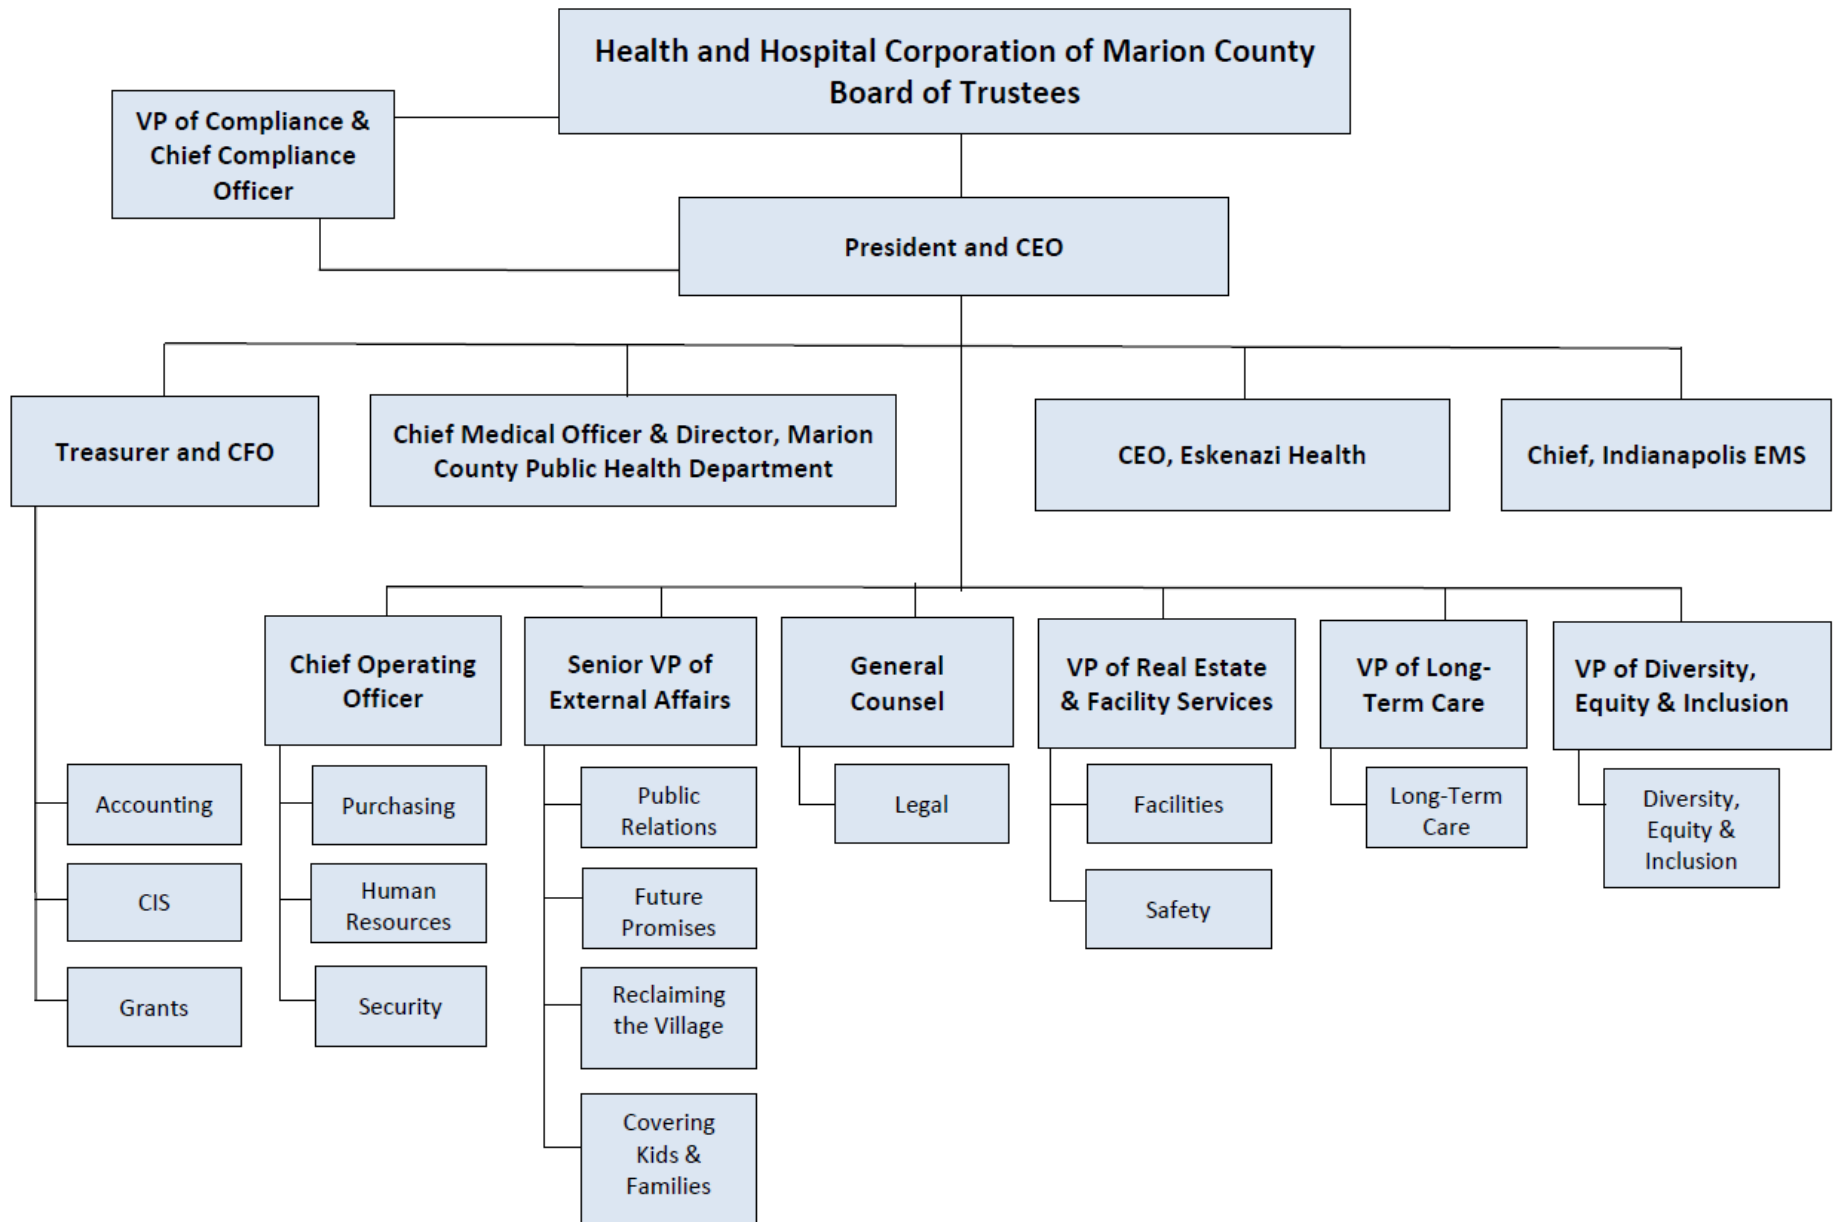 Health and Hospital Corporation of Marion County
Board of Trustees
VP of Compliance &
Chief Compliance
Officer
President and CEO
Treasurer and CFO
Chief Medical Officer & Director, Marion
County Public Health Department
CEO, Eskenazi Health
Chief, Indianapolis EMS
Chief Operating
Officer
Senior VP of
External Affairs
General
Counsel
VP of Real Estate
& Facility Services
VP of Long-
Term Care
VP of Diversity,
Equity & Inclusion
Accounting
CIS
Grants
Purchasing
Human
Resources
Security
Public
Relations
Future
Promises
Reclaiming
the Village
Covering
Kids &
Families
Legal
Facilities
Safety
Long-Term
Care
Diversity,
Equity &
Inclusion